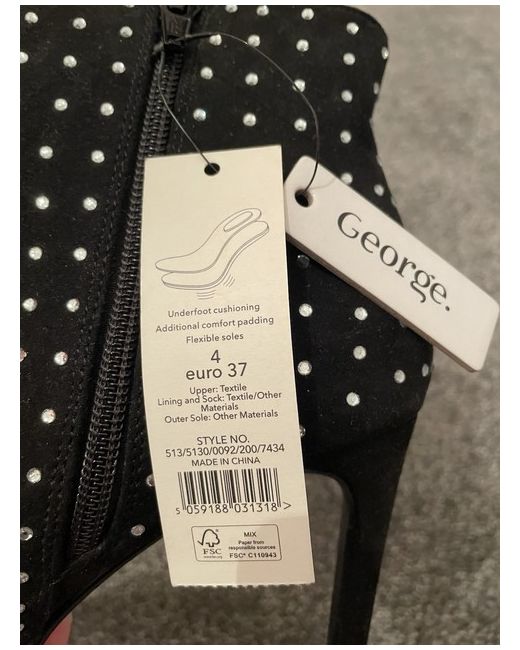 George.
Underfoot cushioning
Additional comfort padding
Flexible soles
4
euro 37
Upper: Textile
Lining and Sock: Textile/Other
Materials
Outer Sole: Other Materials
STYLE NO.
513/5130/0092/200/7434
MADE IN CHINA
5 059188 031318 >
FSC
MIX
Paper from
responsible sources
FSC® C110943